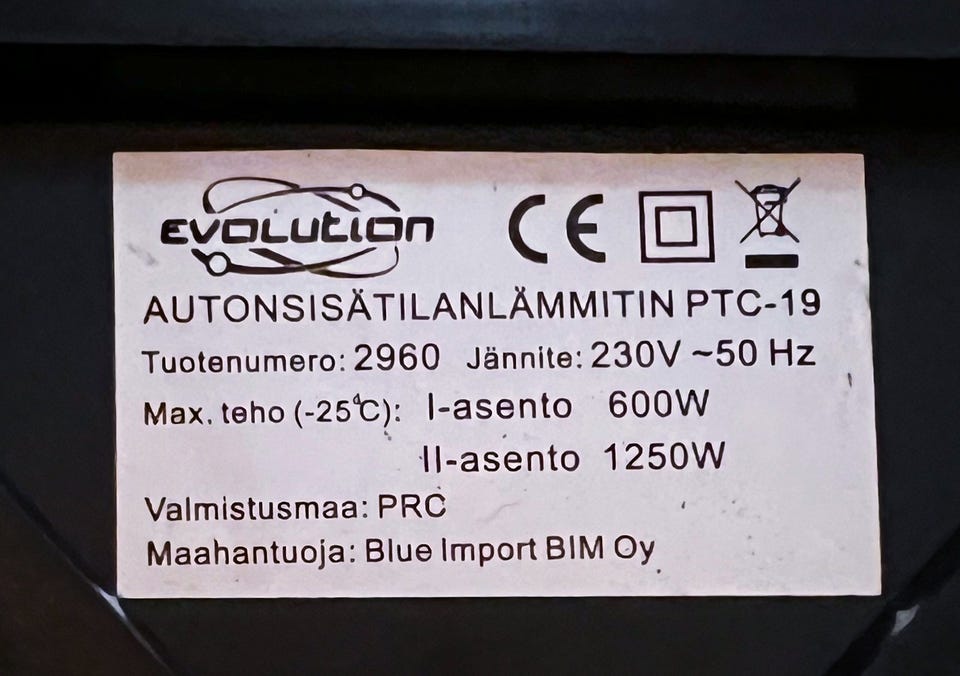 EVOLUTION CE
AUTONSISÄTILANLÄMMITIN PTC-19
Tuotenumero: 2960 Jännite: 230V ~50 Hz
Max. teho (-25℃): I-asento 600W
II-asento 1250W
Valmistusmaa: PRC
Maahantuoja: Blue Import BIM Oy